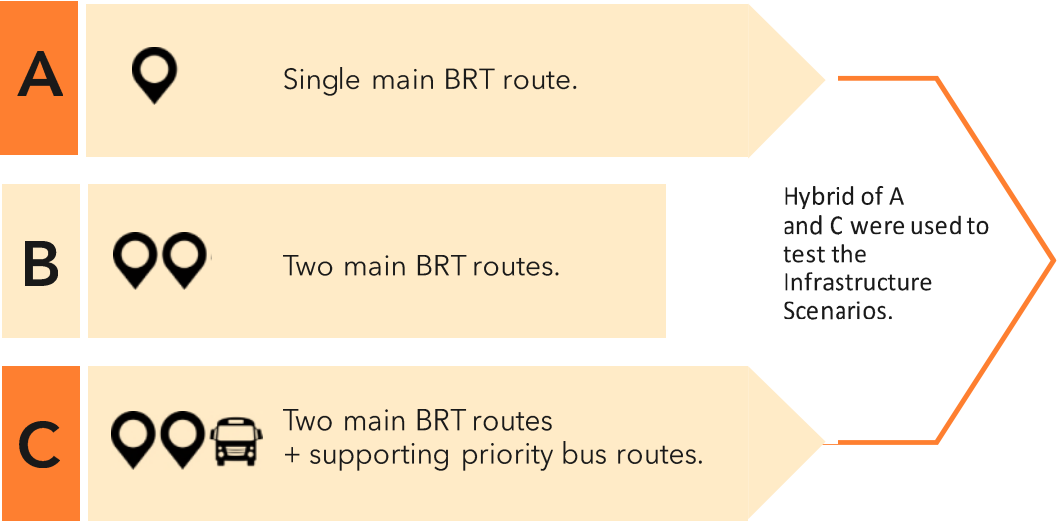 A
Single main BRT route.
B
Two main BRT routes.
C
Two main BRT routes
+ supporting priority bus routes.
Hybrid of A
and C were used to
test the
Infrastructure
Scenarios.